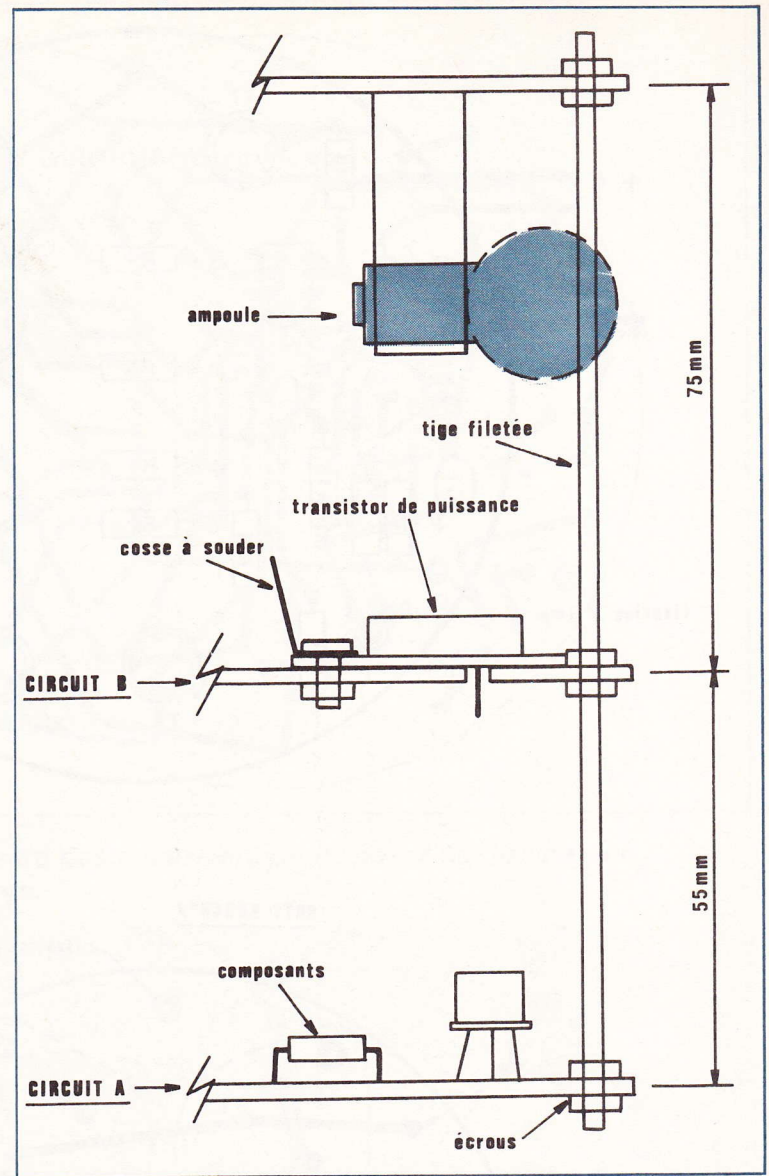 ampoule
75mm
tige filetée
transistor de puissance
cosse à souder
CIRCUIT B
55mm
composants
CIRCUIT A
écrous